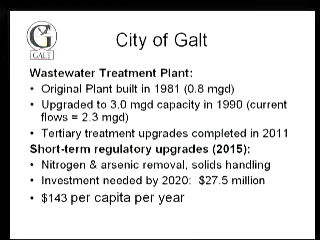 GALT
City of Galt
Wastewater Treatment Plant:
• Original Plant built in 1981 (0.8 mgd)
• Upgraded to 3.0 mgd capacity in 1990 (current
flows = 2.3 mgd)
• Tertiary treatment upgrades completed in 2011
Short-term regulatory upgrades (2015):
• Nitrogen & arsenic removal, solids handling
• Investment needed by 2020:  $27.5 million
• $143 per capita per year